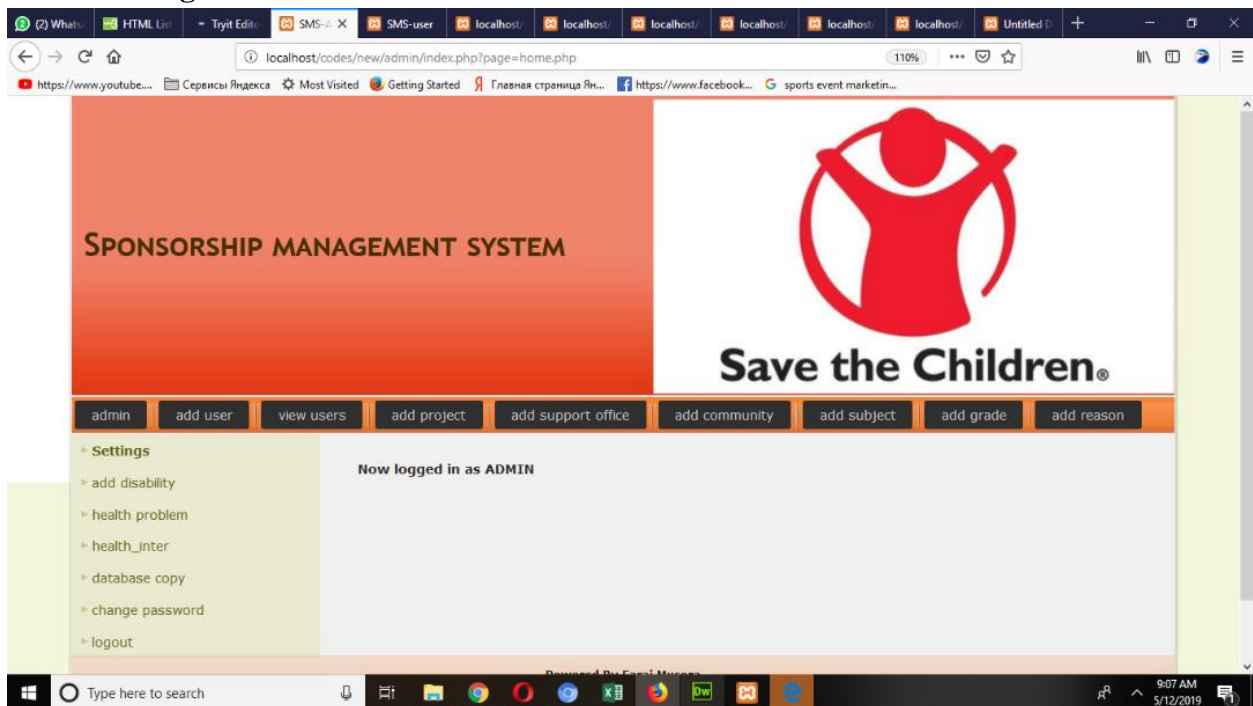 (2) Whats
HTML List
Tryit Edito
SMS-A
SMS-user
localhost/
localhost/
localhost/
localhost/
localhost/
localhost/
Untitled D
localhost/codes/new/admin/index.php?page=home.php
110%
https://www.youtube....
Сервисы Яндекса
Most Visited
Getting Started
Главная страница Ян...
https://www.facebook...
sports event marketin...
SPONSORSHIP MANAGEMENT SYSTEM
Save the Children®
admin
add user
view users
add project
add support office
add community
add subject
add grade
add reason
Settings
add disability
health problem
health_inter
database copy
change password
logout
Now logged in as ADMIN
Type here to search
9:07 AM
5/12/2019